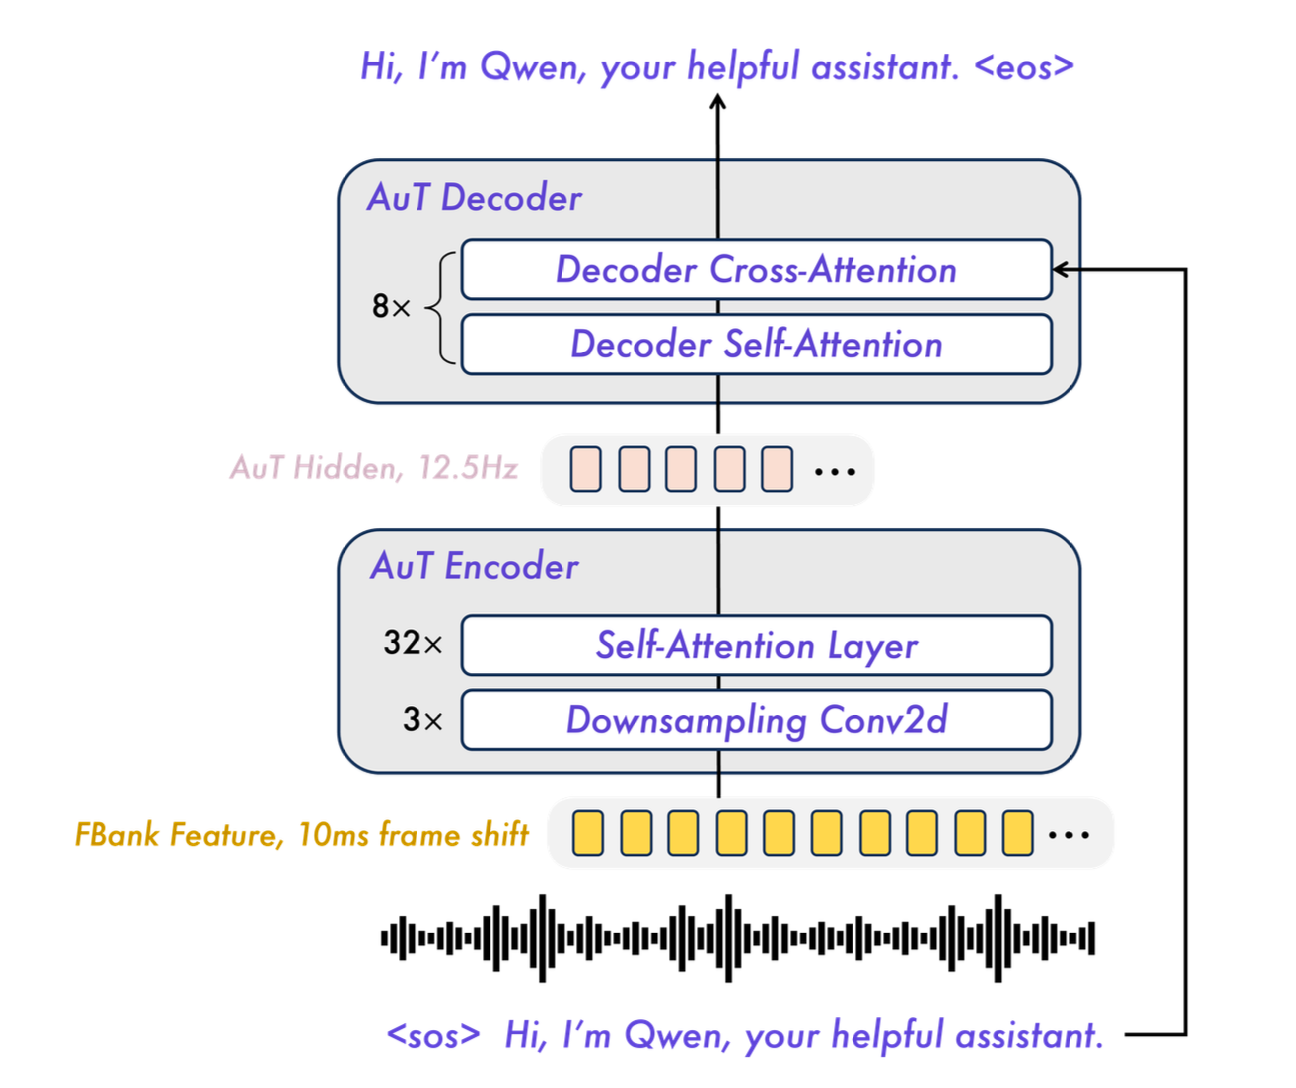 Hi, I'm Qwen, your helpful assistant. <eos>
AuT Decoder
Decoder Cross-Attention
8×
Decoder Self-Attention
AuT Hidden, 12.5Hz
...
AuT Encoder
32× Self-Attention Layer
3× Downsampling Conv2d
FBank Feature, 10ms frame shift
...
<sos> Hi, I'm Qwen, your helpful assistant.